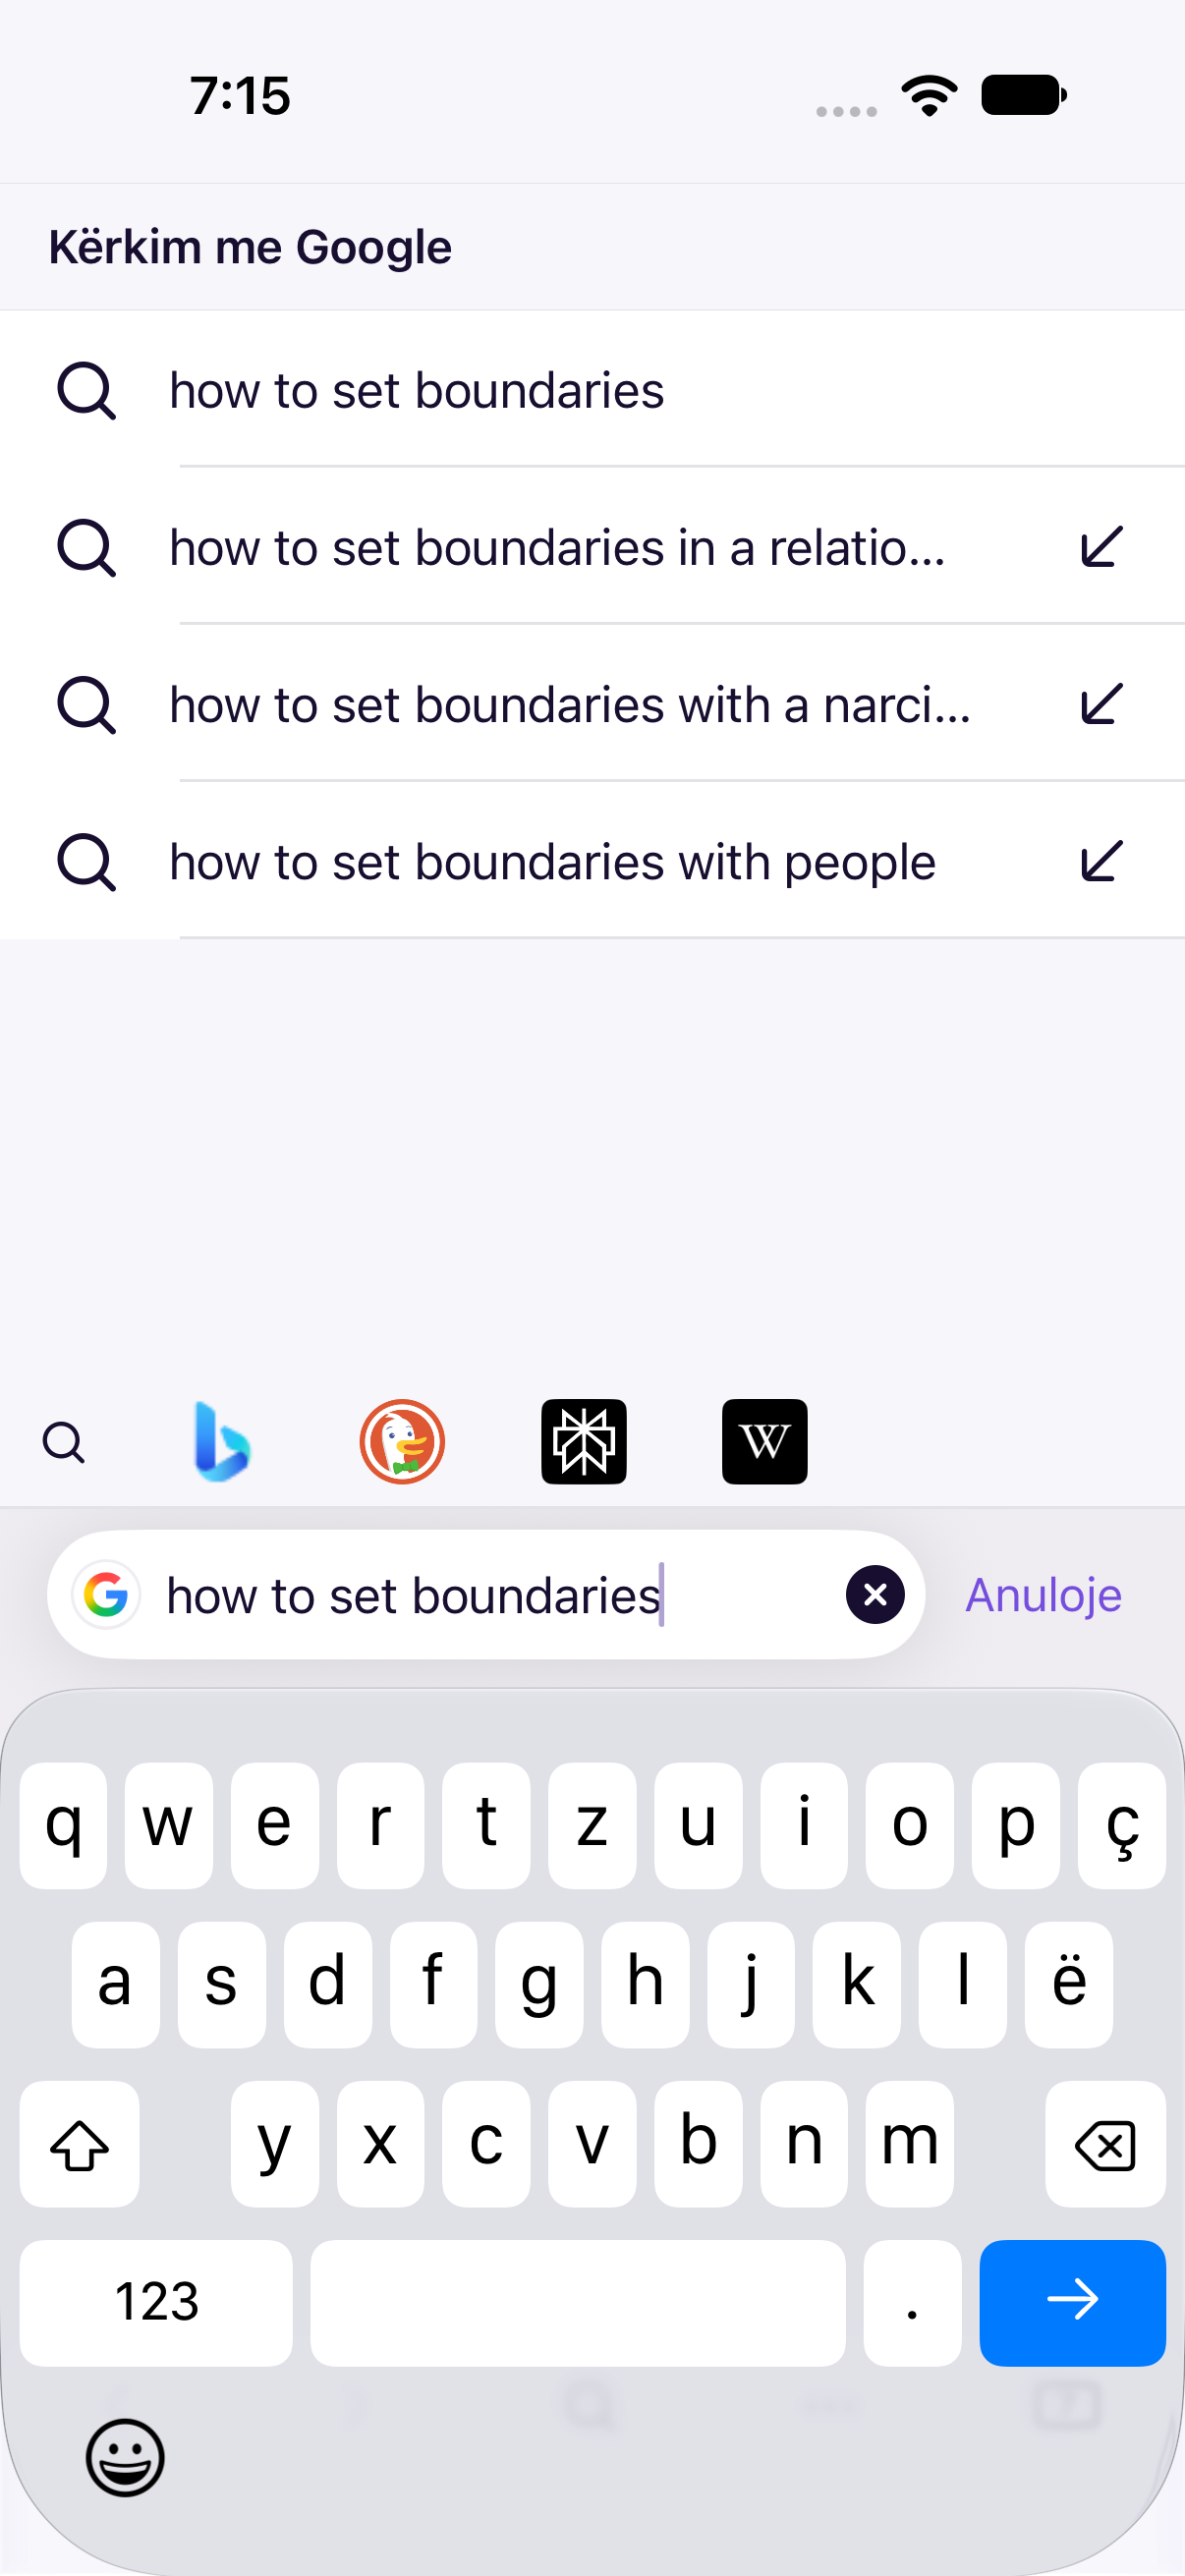 7:15
Kërkim me Google
how to set boundaries
how to set boundaries in a relatio...
how to set boundaries with a narci...
how to set boundaries with people
W
how to set boundaries
Anuloje
q w e r t z u i o p ç
a s d f g h j k l ë
y x c v b n m
123 .